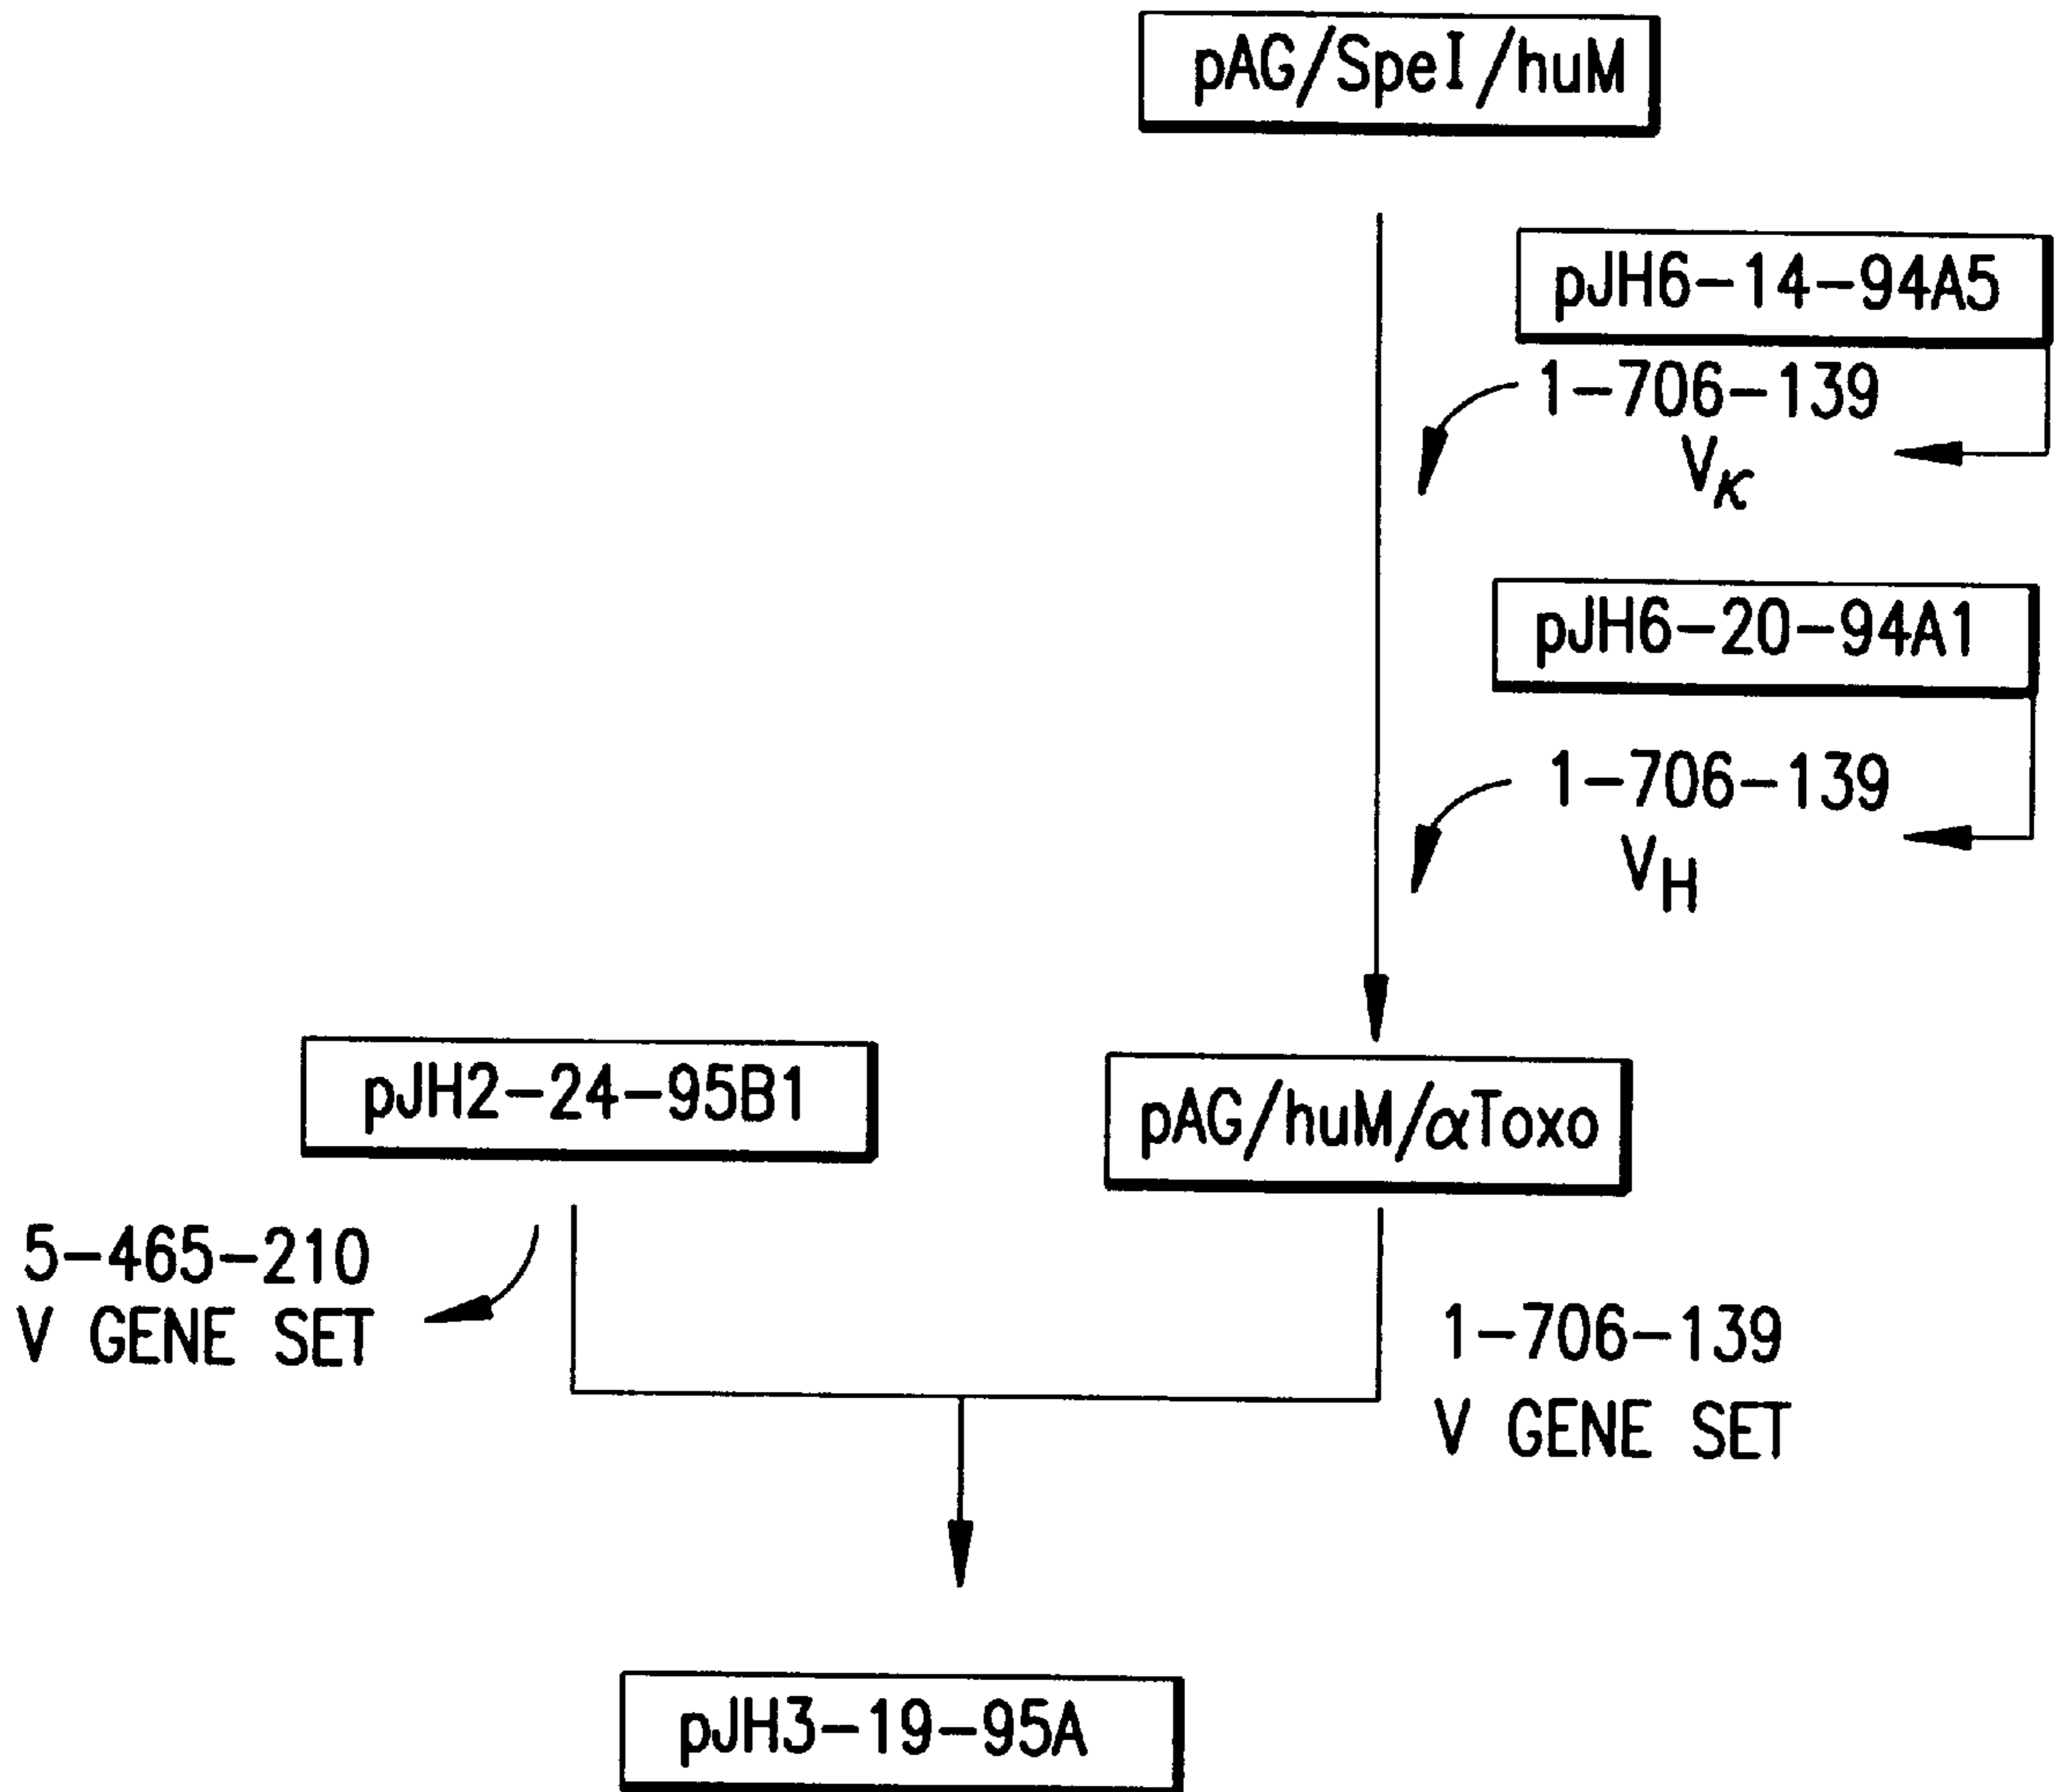 pAG/SpeI/huM
pJH6-14-94A5
1-706-139
Vκ
pJH6-20-94A1
1-706-139
VH
pJH2-24-95B1
pAG/huM/αToxo
5-465-210
V GENE SET
1-706-139
V GENE SET
pJH3-19-95A